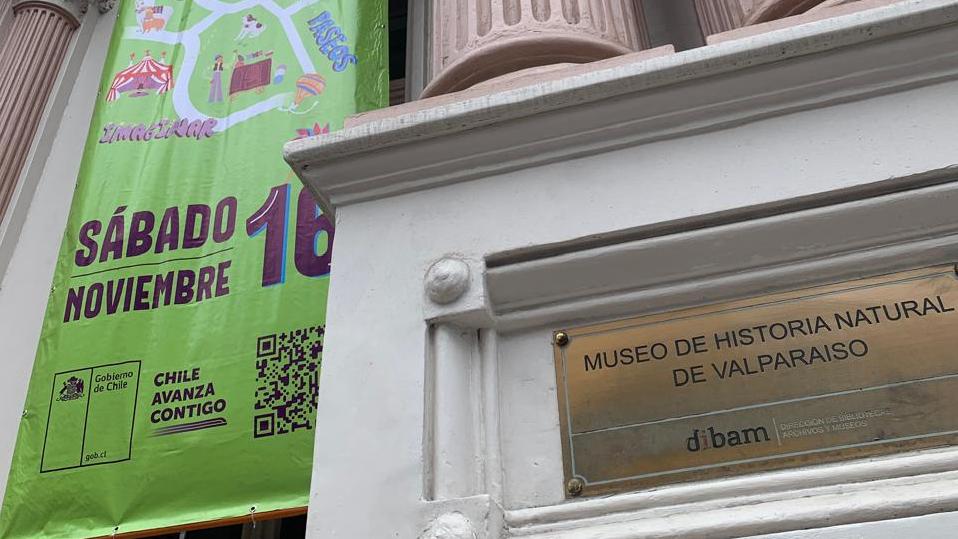 PASEOS
IMAGINAR
SÁBADO
NOVIEMBRE
16
Gobierno
de Chile
gob.cl
CHILE
AVANZA
CONTIGO
MUSEO DE HISTORIA NATURAL
DE VALPARAISO
dibam
DIRECCIÓN DE BIBLIOTECAS
ARCHIVOS Y MUSEOS